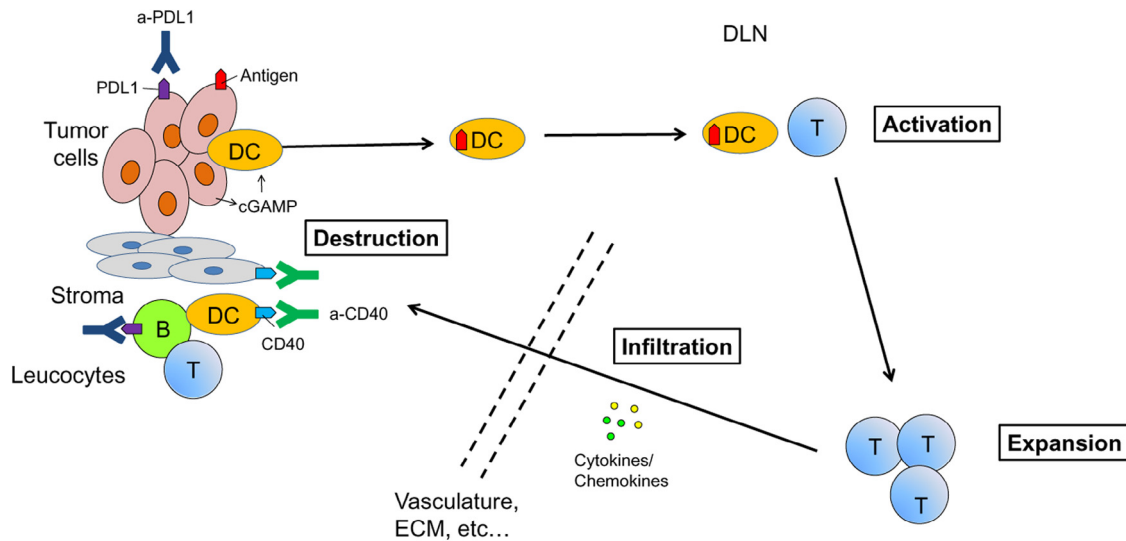 a-PDL1
DLN
PDL1
Antigen
Tumor
cells
DC
DC
DC
T
Activation
cGAMP
Destruction
Stroma
B
DC
a-CD40
CD40
T
Leucocytes
Infiltration
Cytokines/
Chemokines
T
T
T
Expansion
Vasculature,
ECM, etc...